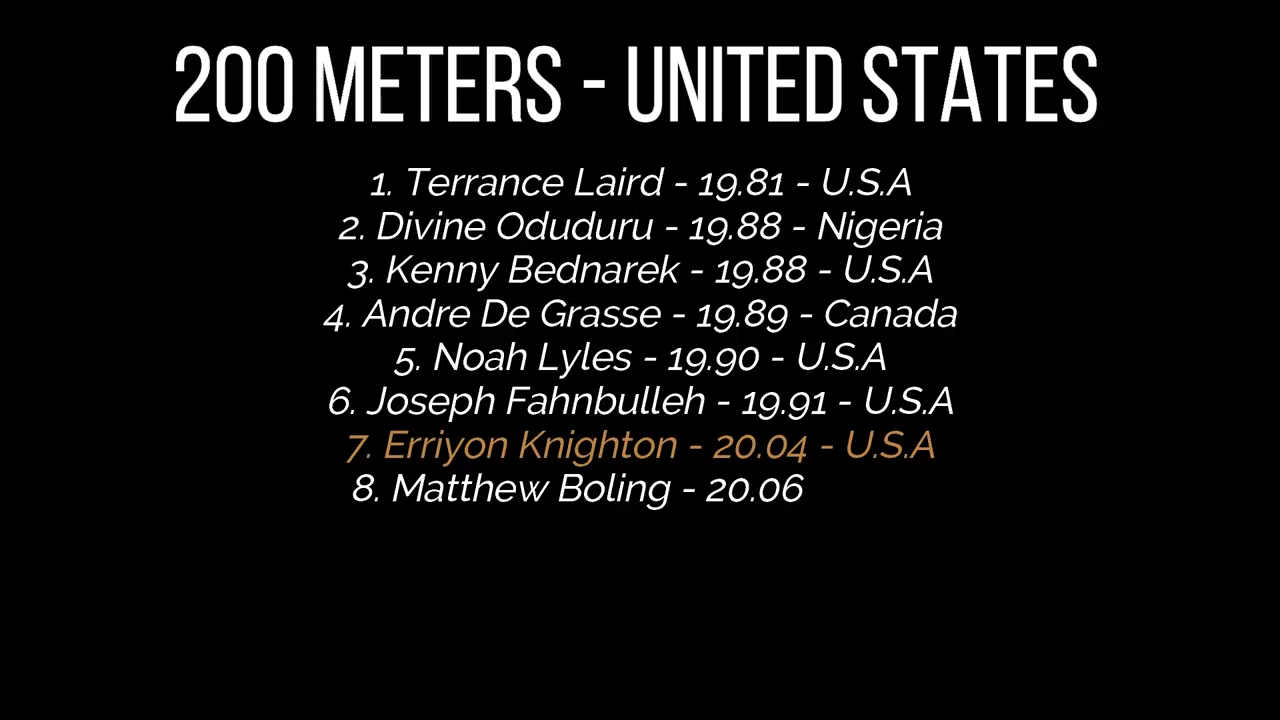 200 METERS - UNITED STATES
1. Terrance Laird - 19.81 - U.S.A
2. Divine Oduduru - 19.88 - Nigeria
3. Kenny Bednarek - 19.88 - U.S.A
4. Andre De Grasse - 19.89 - Canada
5. Noah Lyles - 19.90 - U.S.A
6. Joseph Fahnbulleh - 19.91 - U.S.A
7. Erriyon Knighton - 20.04 - U.S.A
8. Matthew Boling - 20.06